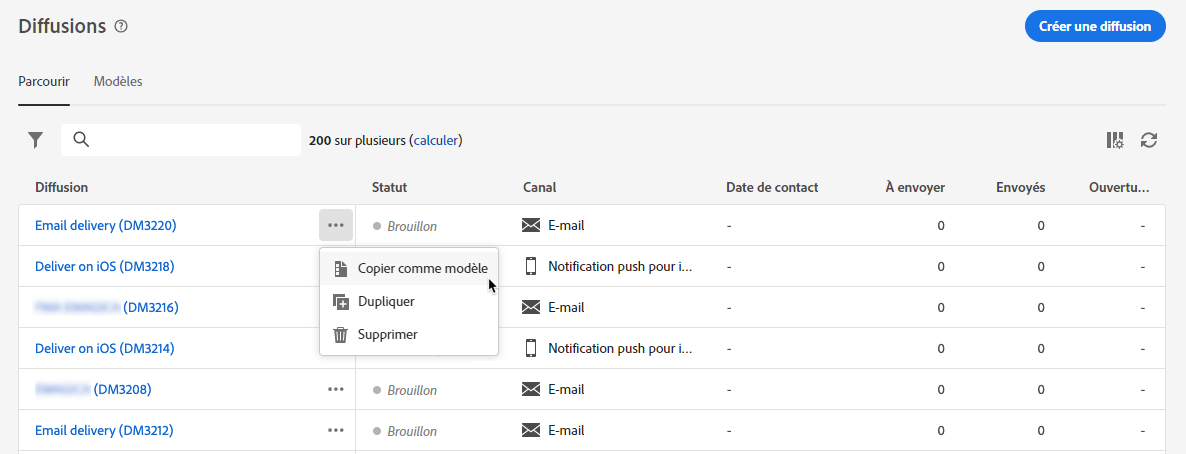 Diffusions
Créer une diffusion
Parcourir Modèles
200 sur plusieurs (calculer)
Diffusion Statut Canal Date de contact À envoyer Envoyés Ouvertu...
Email delivery (DM3220) Brouillon E-mail - 0 0 -
Deliver on iOS (DM3218) Notification push pour i... - 0 0 -
Copier comme modèle
(DM3216) E-mail - 0 0 -
Dupliquer
Supprimer
Deliver on iOS (DM3214) Notification push pour i... - 0 0 -
(DM3208) Brouillon E-mail - 0 0 -
Email delivery (DM3212) Brouillon E-mail - 0 0 -